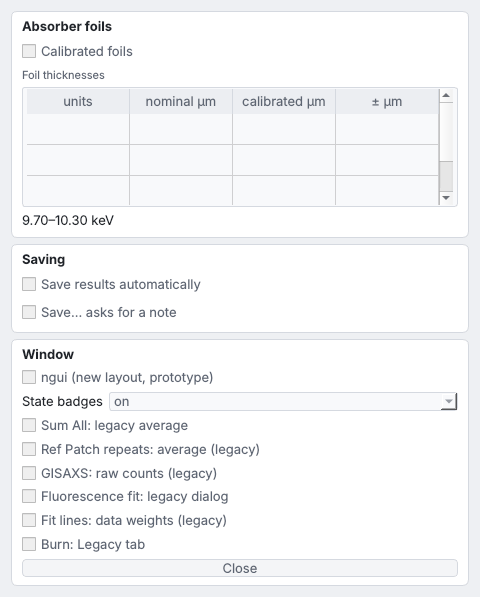 Absorber foils
Calibrated foils
Foil thicknesses
units nominal µm calibrated µm ± µm
9.70–10.30 keV
Saving
Save results automatically
Save... asks for a note
Window
ngui (new layout, prototype)
State badges on
Sum All: legacy average
Ref Patch repeats: average (legacy)
GISAXS: raw counts (legacy)
Fluorescence fit: legacy dialog
Fit lines: data weights (legacy)
Burn: Legacy tab
Close